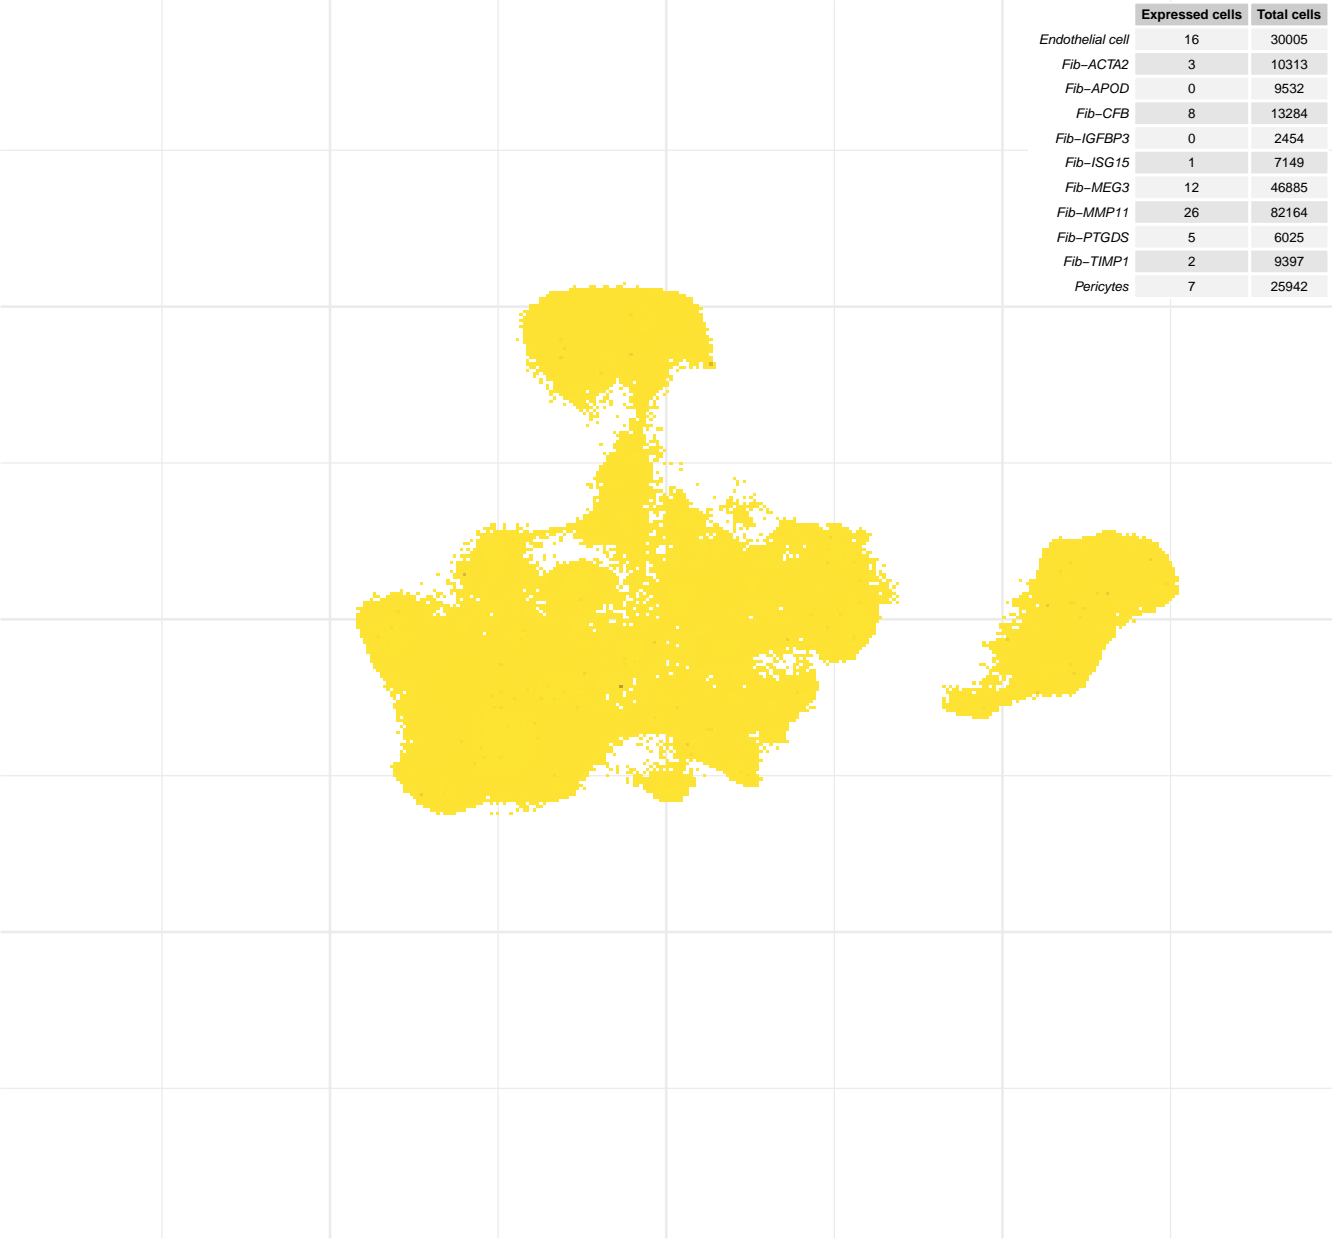 Expressed cells Total cells
Endothelial cell 16 30005
Fib−ACTA2 3 10313
Fib−APOD 0 9532
Fib−CFB 8 13284
Fib−IGFBP3 0 2454
Fib−ISG15 1 7149
Fib−MEG3 12 46885
Fib−MMP11 26 82164
Fib−PTGDS 5 6025
Fib−TIMP1 2 9397
Pericytes 7 25942